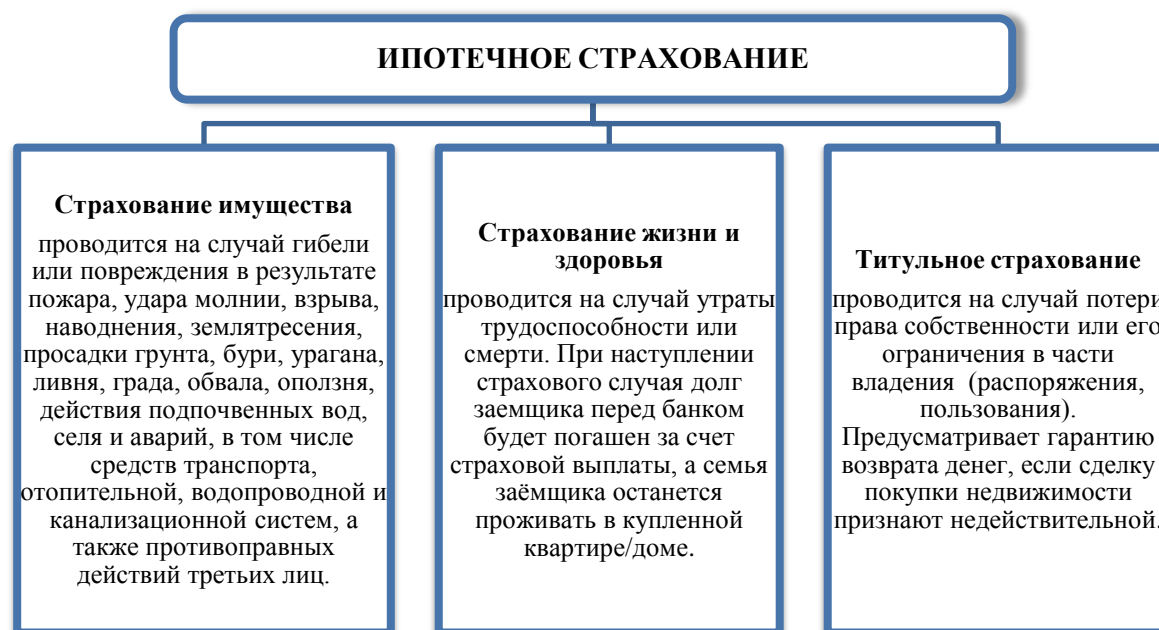 ИПОТЕЧНОЕ СТРАХОВАНИЕ
Страхование имущества
проводится на случай гибели
или повреждения в результате
пожара, удара молнии, взрыва,
наводнения, землятресения,
просадки грунта, бури, урагана,
ливня, града, обвала, оползня,
действия подпочвенных вод,
селя и аварий, в том числе
средств транспорта,
отопительной, водопроводной и
канализационной систем, а
также противоправных
действий третьих лиц.
Страхование жизни и
здоровья
проводится на случай утраты
трудоспособности или
смерти. При наступлении
страхового случая долг
заемщика перед банком
будет погашен за счет
страховой выплаты, а семья
заёмщика останется
проживать в купленной
квартире/доме.
Титульное страхование
проводится на случай потери
права собственности или его
ограничения в части
владения (распоряжения,
пользования).
Предусматривает гарантию
возврата денег, если сделку
покупки недвижимости
признают недействительной.